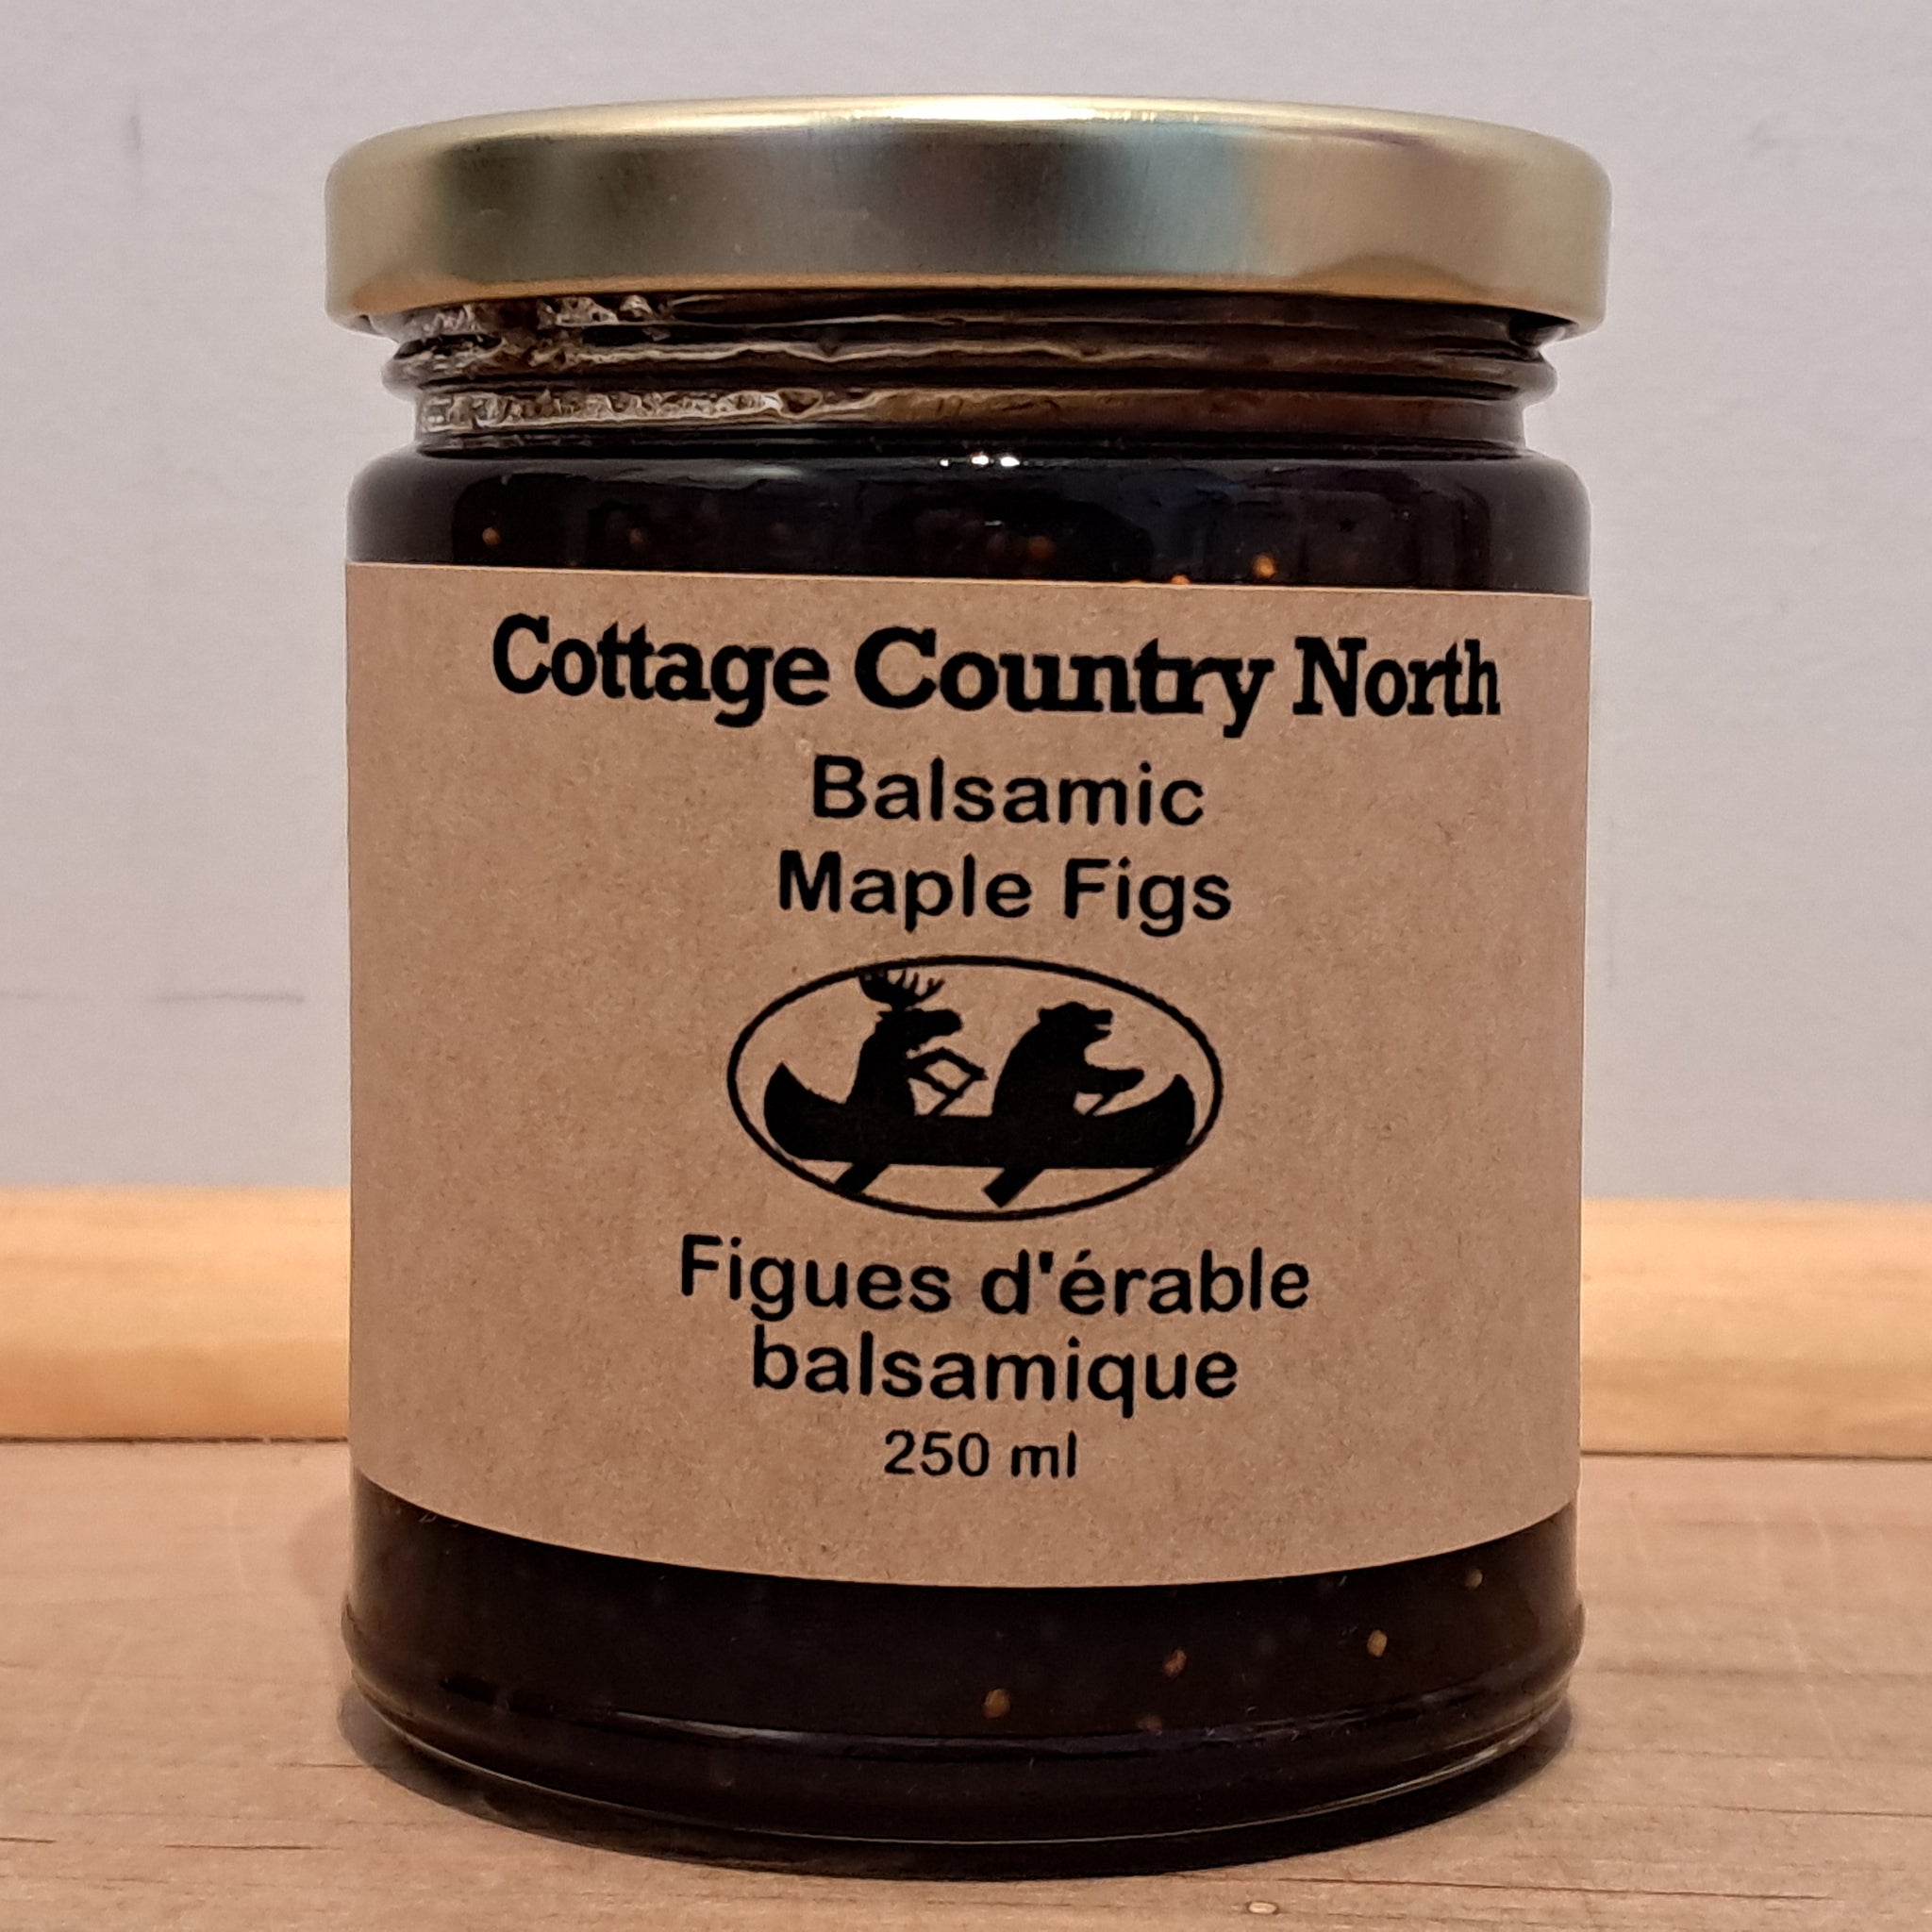 Cottage Country North
Balsamic
Maple Figs
Figues d'érable
balsamique
250 ml